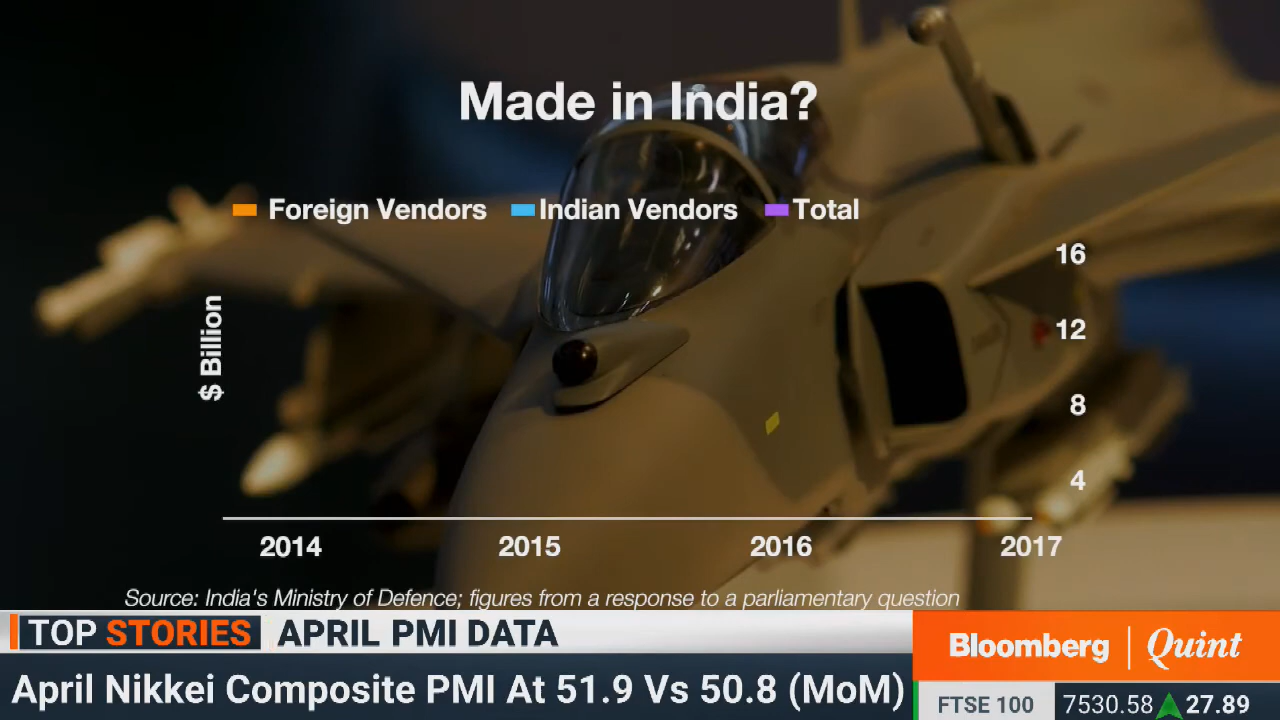 Made in India?
Foreign Vendors Indian Vendors Total
16
12
8
4
$ Billion
2014 2015 2016 2017
Source: India's Ministry of Defence; figures from a response to a parliamentary question
TOP STORIES APRIL PMI DATA
April Nikkei Composite PMI At 51.9 Vs 50.8 (MoM)
Bloomberg | Quint
FTSE 100 7530.58 27.89